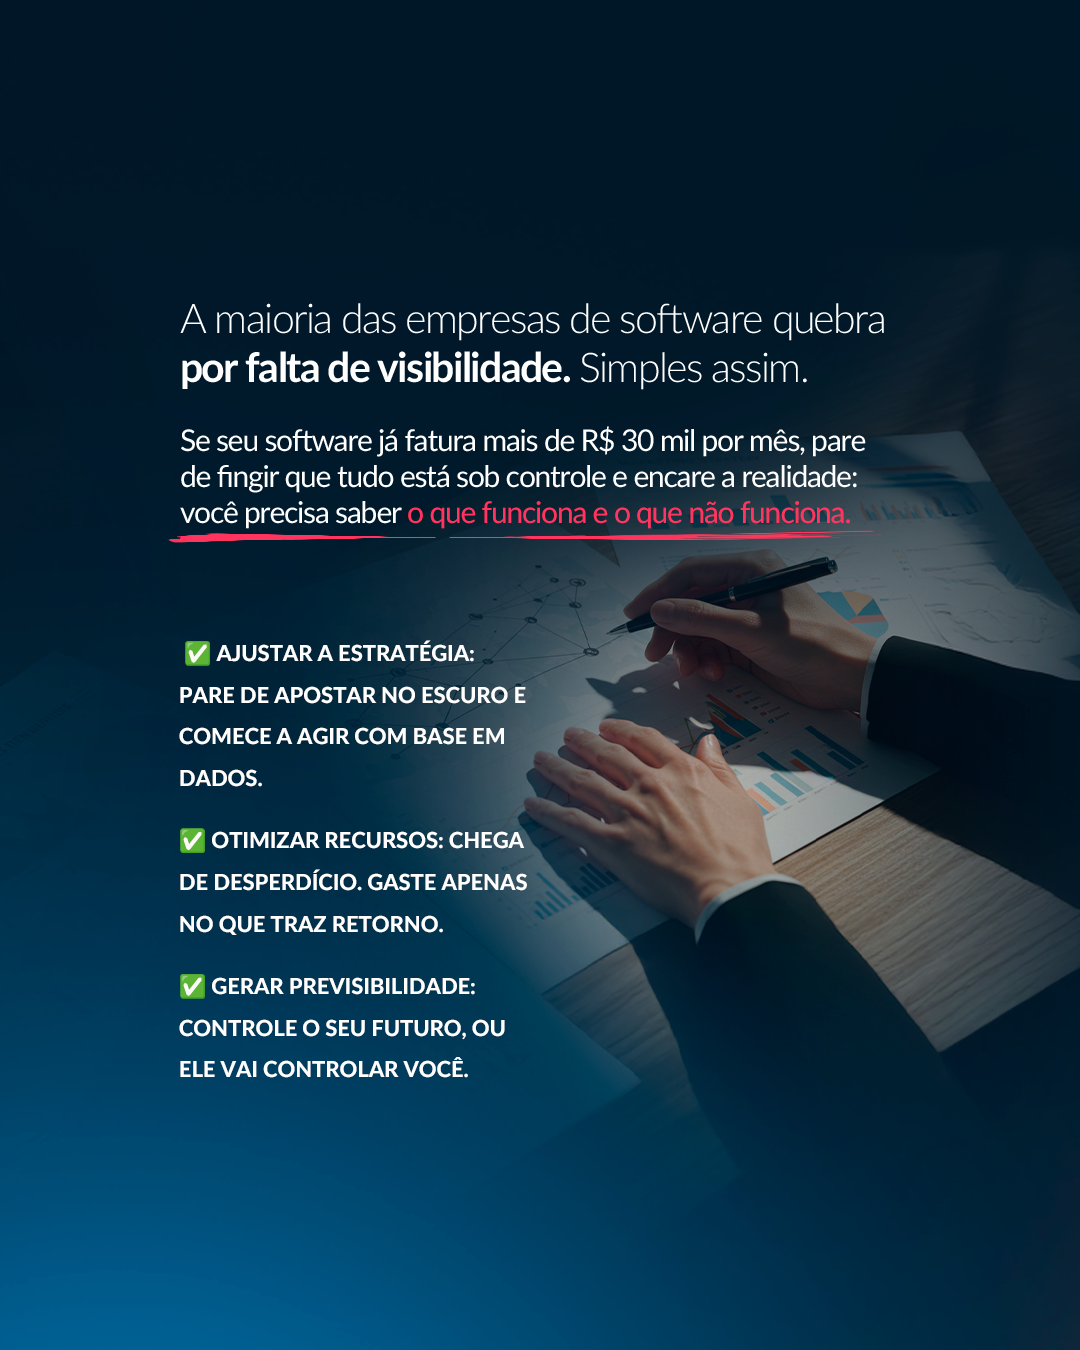 A maioria das empresas de software quebra
por falta de visibilidade. Simples assim.
Se seu software já fatura mais de R$ 30 mil por mês, pare
de fingir que tudo está sob controle e encare a realidade:
você precisa saber o que funciona e o que não funciona.
✅ AJUSTAR A ESTRATÉGIA:
PARE DE APOSTAR NO ESCURO E
COMECE A AGIR COM BASE EM
DADOS.
✅ OTIMIZAR RECURSOS: CHEGA
DE DESPERDÍCIO. GASTE APENAS
NO QUE TRAZ RETORNO.
✅ GERAR PREVISIBILIDADE:
CONTROLE O SEU FUTURO, OU
ELE VAI CONTROLAR VOCÊ.